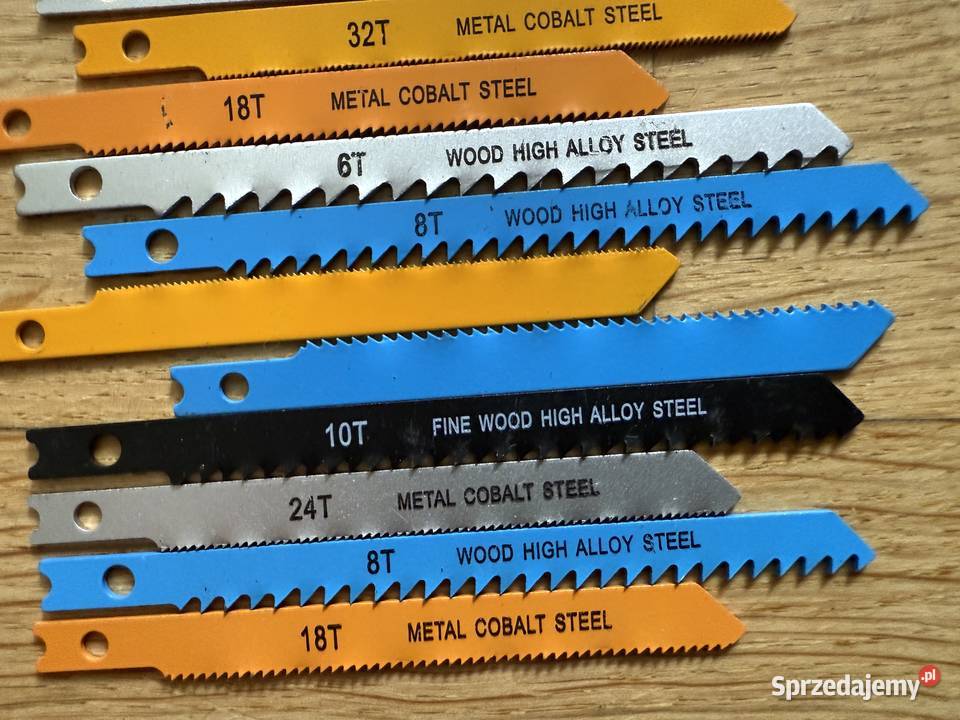 32T METAL COBALT STEEL
18T METAL COBALT STEEL
6T WOOD HIGH ALLOY STEEL
8T WOOD HIGH ALLOY STEEL
10T FINE WOOD HIGH ALLOY STEEL
24T METAL COBALT STEEL
8T WOOD HIGH ALLOY STEEL
18T METAL COBALT STEEL
Sprzedajemy.pl